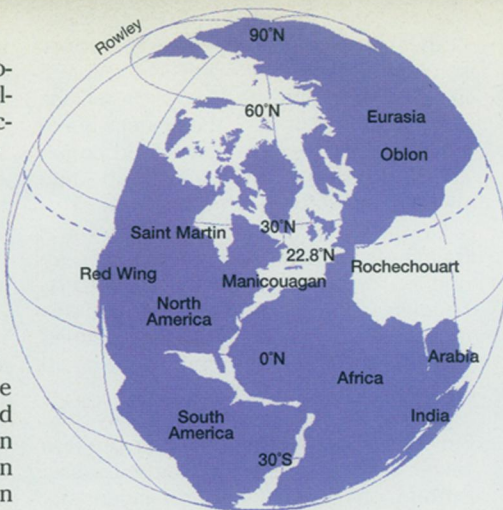 Rowley
90°N
o-
l-
c-
60°N
Eurasia
Oblon
30°N
Saint Martin
22.8°N
Rochechouart
Red Wing
Manicouagan
North
America
0°N
Arabia
Africa
India
South
America
30°S
e
d
n
n
n